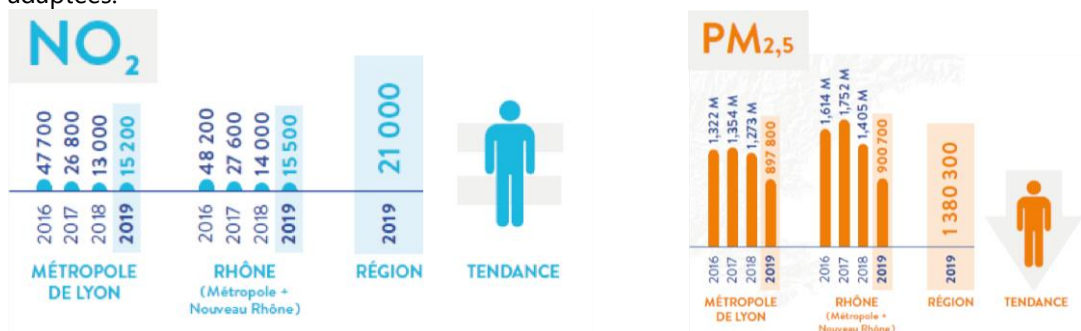 adaptées.
NO₂
47 700
26 800
13 000
15 200
48 200
27 600
14 000
15 500
21 000
2016
2017
2018
2019
2016
2017
2018
2019
2019
MÉTROPOLE
DE LYON
RHÔNE
(Métropole +
Nouveau Rhône)
RÉGION
TENDANCE
PM2,5
1,322 M
1,354 M
1,273 M
897 800
1,614 M
1,752 M
1,405 M
900 700
1 380 300
2016
2017
2018
2019
2016
2017
2018
2019
2019
MÉTROPOLE
DE LYON
RHÔNE
(Métropole +
Nouveau Rhône)
RÉGION
TENDANCE